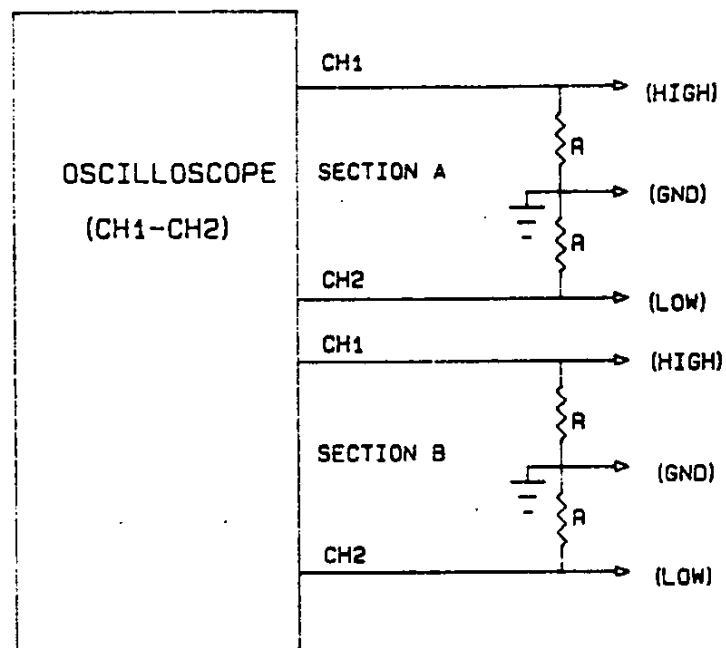 CH1
(HIGH)
R
OSCILLOSCOPE
(CH1-CH2)
SECTION A
(GND)
R
CH2
(LOW)
CH1
(HIGH)
R
SECTION B
(GND)
R
CH2
(LOW)